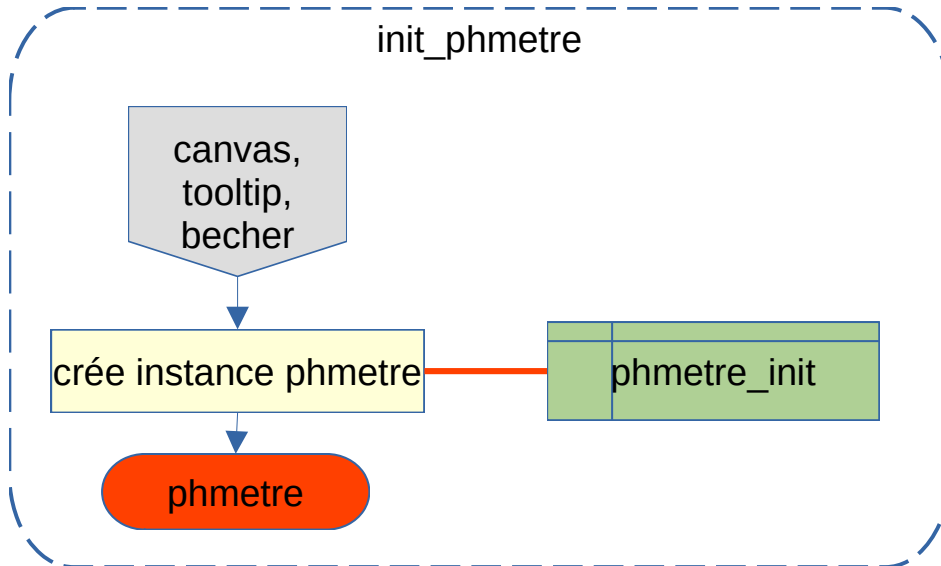 init_phmetre
canvas,
tooltip,
becher
crée instance phmetre
phmetre_init
phmetre